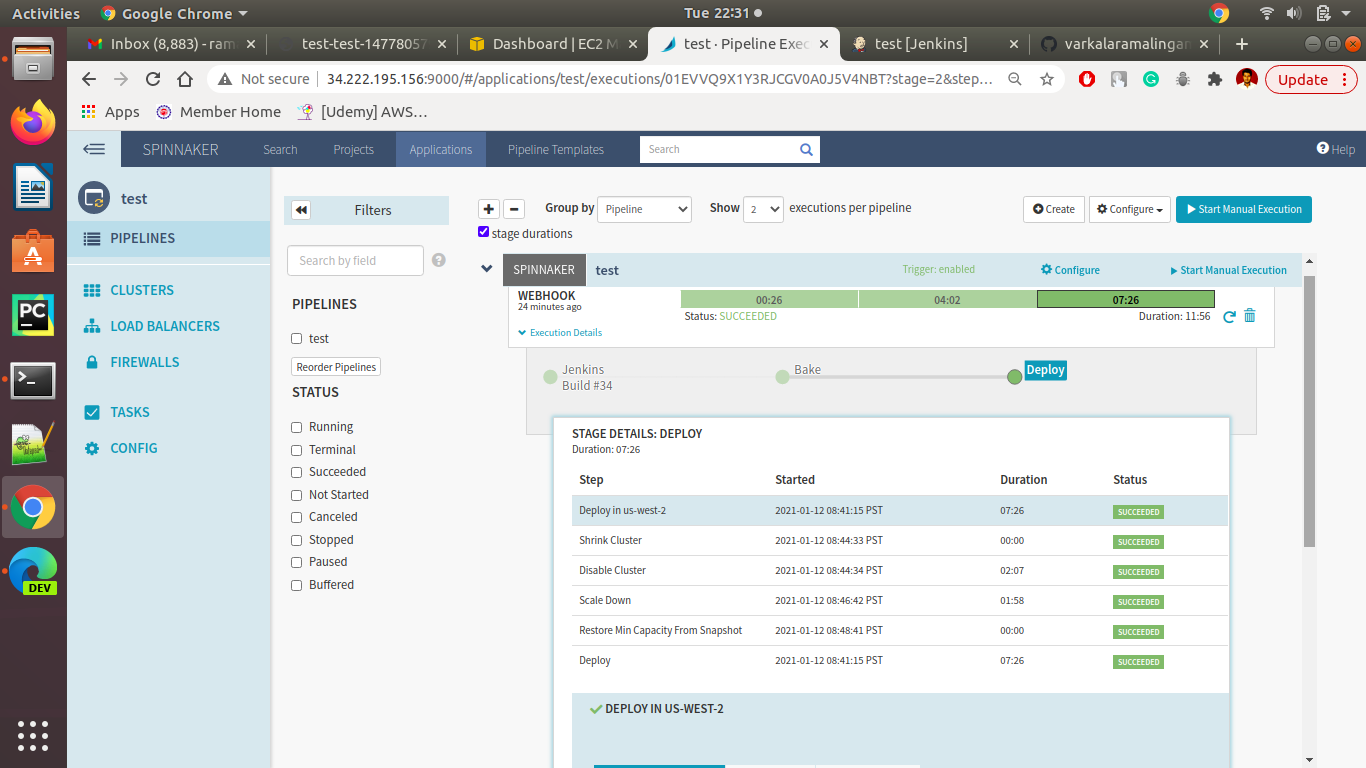 Activities Google Chrome Tue 22:31
Inbox (8,883) - ram test-test-14778057 Dashboard | EC2 M test · Pipeline Exec test [Jenkins] varkalaramalingam
Not secure | 34.222.195.156:9000/#/applications/test/executions/01EVVQ9X1Y3RJCGV0A0J5V4NBT?stage=2&step… Update
Apps Member Home [Udemy] AWS…
SPINNAKER Search Projects Applications Pipeline Templates Search Help
test
PIPELINES
CLUSTERS
LOAD BALANCERS
FIREWALLS
TASKS
CONFIG
Filters
Search by field
PIPELINES
test
Reorder Pipelines
STATUS
Running
Terminal
Succeeded
Not Started
Canceled
Stopped
Paused
Buffered
Group by Pipeline Show 2 executions per pipeline Create Configure Start Manual Execution
stage durations
SPINNAKER test Trigger: enabled Configure Start Manual Execution
WEBHOOK 00:26 04:02 07:26
24 minutes ago
Status: SUCCEEDED Duration: 11:56
Execution Details
Jenkins Bake Deploy
Build #34
STAGE DETAILS: DEPLOY
Duration: 07:26
Step Started Duration Status
Deploy in us-west-2 2021-01-12 08:41:15 PST 07:26 SUCCEEDED
Shrink Cluster 2021-01-12 08:44:33 PST 00:00 SUCCEEDED
Disable Cluster 2021-01-12 08:44:34 PST 02:07 SUCCEEDED
Scale Down 2021-01-12 08:46:42 PST 01:58 SUCCEEDED
Restore Min Capacity From Snapshot 2021-01-12 08:48:41 PST 00:00 SUCCEEDED
Deploy 2021-01-12 08:41:15 PST 07:26 SUCCEEDED
DEPLOY IN US-WEST-2
PC
DEV